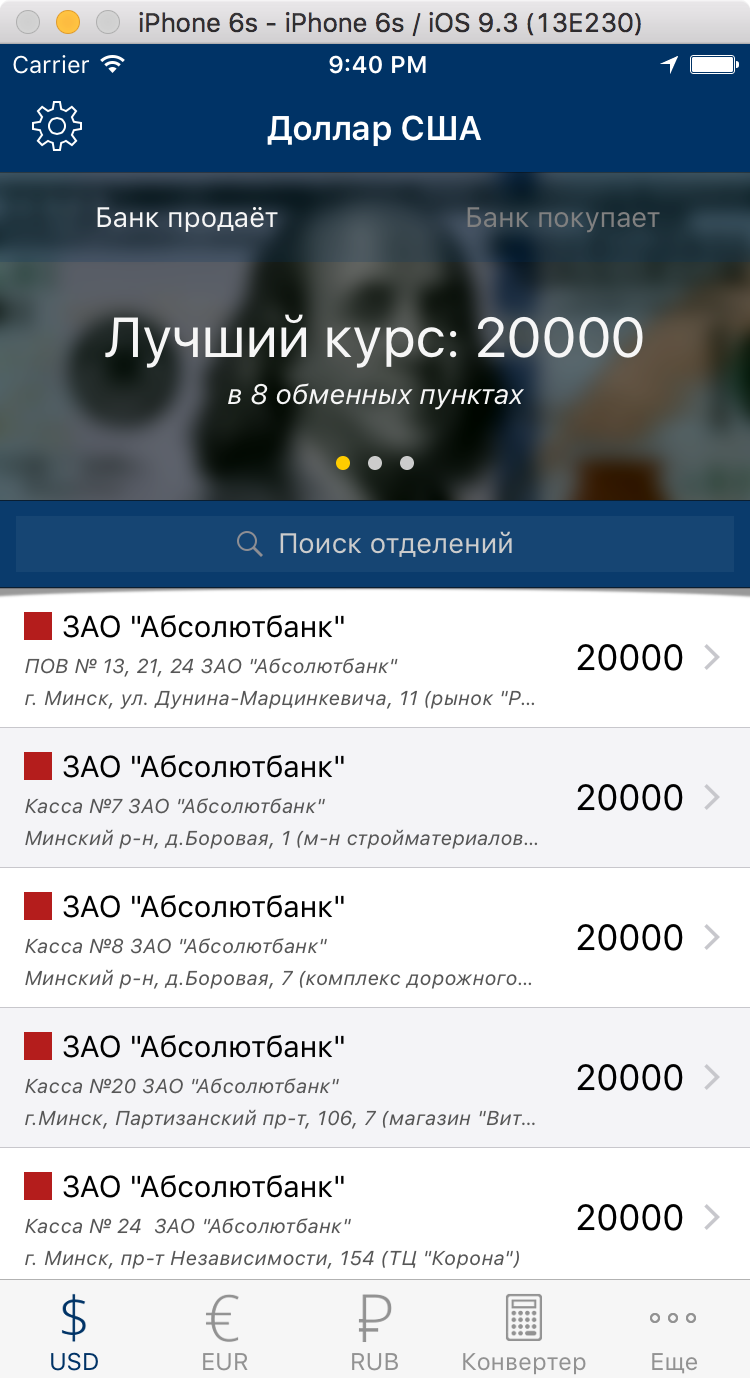 iPhone 6s - iPhone 6s / iOS 9.3 (13E230)
Carrier 9:40 PM
Доллар США
Банк продаёт Банк покупает
Лучший курс: 20000
в 8 обменных пунктах
Поиск отделений
ЗАО "Абсолютбанк"
ПОВ № 13, 21, 24 ЗАО "Абсолютбанк"
г. Минск, ул. Дунина-Марцинкевича, 11 (рынок "Р...
20000
ЗАО "Абсолютбанк"
Касса №7 ЗАО "Абсолютбанк"
Минский р-н, д.Боровая, 1 (м-н стройматериалов...
20000
ЗАО "Абсолютбанк"
Касса №8 ЗАО "Абсолютбанк"
Минский р-н, д.Боровая, 7 (комплекс дорожного...
20000
ЗАО "Абсолютбанк"
Касса №20 ЗАО "Абсолютбанк"
г.Минск, Партизанский пр-т, 106, 7 (магазин "Вит...
20000
ЗАО "Абсолютбанк"
Касса № 24  ЗАО "Абсолютбанк"
г. Минск, пр-т Независимости, 154 (ТЦ "Корона")
20000
$ € ₽
USD EUR RUB Конвертер Еще